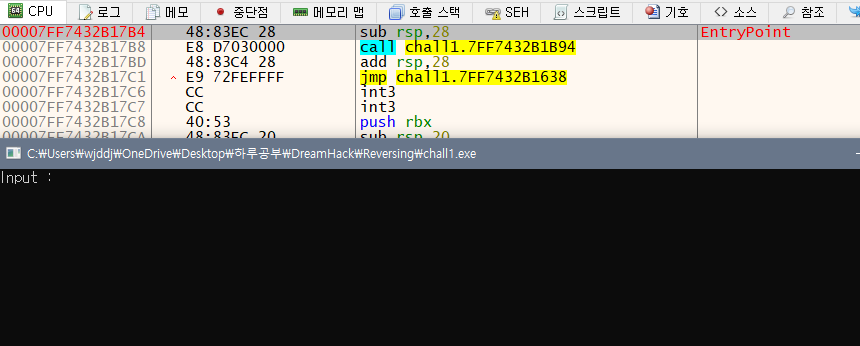 CPU 로그 메모 중단점 메모리 맵 호출 스택 SEH 스크립트 기호 <> 소스 참조
00007FF7432B17B4 48:83EC 28 sub rsp,28 EntryPoint
00007FF7432B17B8 E8 D7030000 call chall1.7FF7432B1B94
00007FF7432B17BD 48:83C4 28 add rsp,28
00007FF7432B17C1 ^ E9 72FEFFFF jmp chall1.7FF7432B1638
00007FF7432B17C6 CC int3
00007FF7432B17C7 CC int3
00007FF7432B17C8 40:53 push rbx
00007FF7432B17CA 48:83EC 20 sub rsp,20
C:₩Users₩wjddj₩OneDrive₩Desktop₩하루공부₩DreamHack₩Reversing₩chall1.exe
Input :